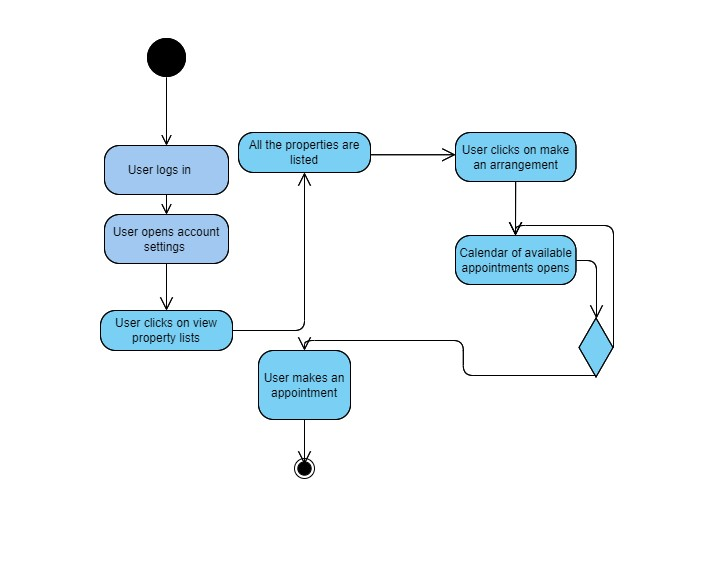 User logs in
User opens account
settings
User clicks on view
property lists
All the properties are
listed
User clicks on make
an arrangement
Calendar of available
appointments opens
User makes an
appointment